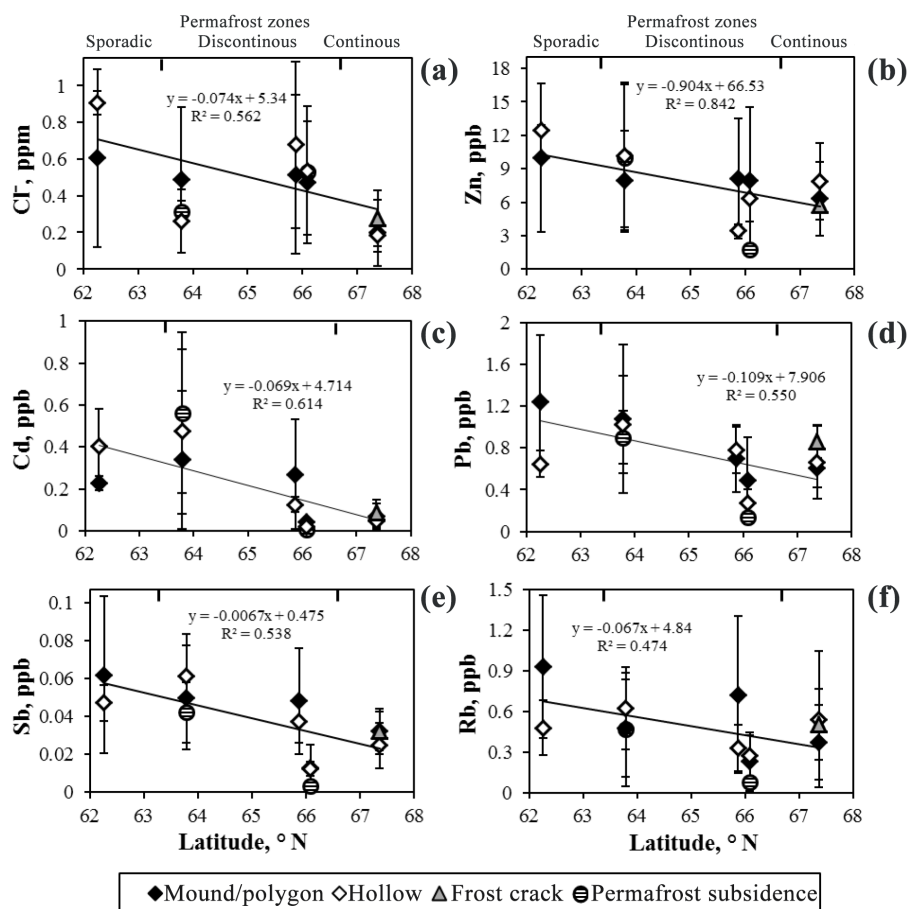 Permafrost zones
Sporadic Discontinous Continous
Permafrost zones
Sporadic Discontinous Continous
(a)
y = -0.074x + 5.34
R² = 0.562
Cl⁻, ppm
1
0.8
0.6
0.4
0.2
0
62 63 64 65 66 67 68
(b)
y = -0.904x + 66.53
R² = 0.842
Zn, ppb
18
15
12
9
6
3
0
62 63 64 65 66 67 68
(c)
y = -0.069x + 4.714
R² = 0.614
Cd, ppb
1
0.8
0.6
0.4
0.2
0
62 63 64 65 66 67 68
(d)
y = -0.109x + 7.906
R² = 0.550
Pb, ppb
2
1.6
1.2
0.8
0.4
0
62 63 64 65 66 67 68
(e)
y = -0.0067x + 0.475
R² = 0.538
Sb, ppb
0.1
0.08
0.06
0.04
0.02
0
62 63 64 65 66 67 68
Latitude, ° N
(f)
y = -0.067x + 4.84
R² = 0.474
Rb, ppb
1.5
1.2
0.9
0.6
0.3
0
62 63 64 65 66 67 68
Latitude, ° N
Mound/polygon Hollow Frost crack Permafrost subsidence